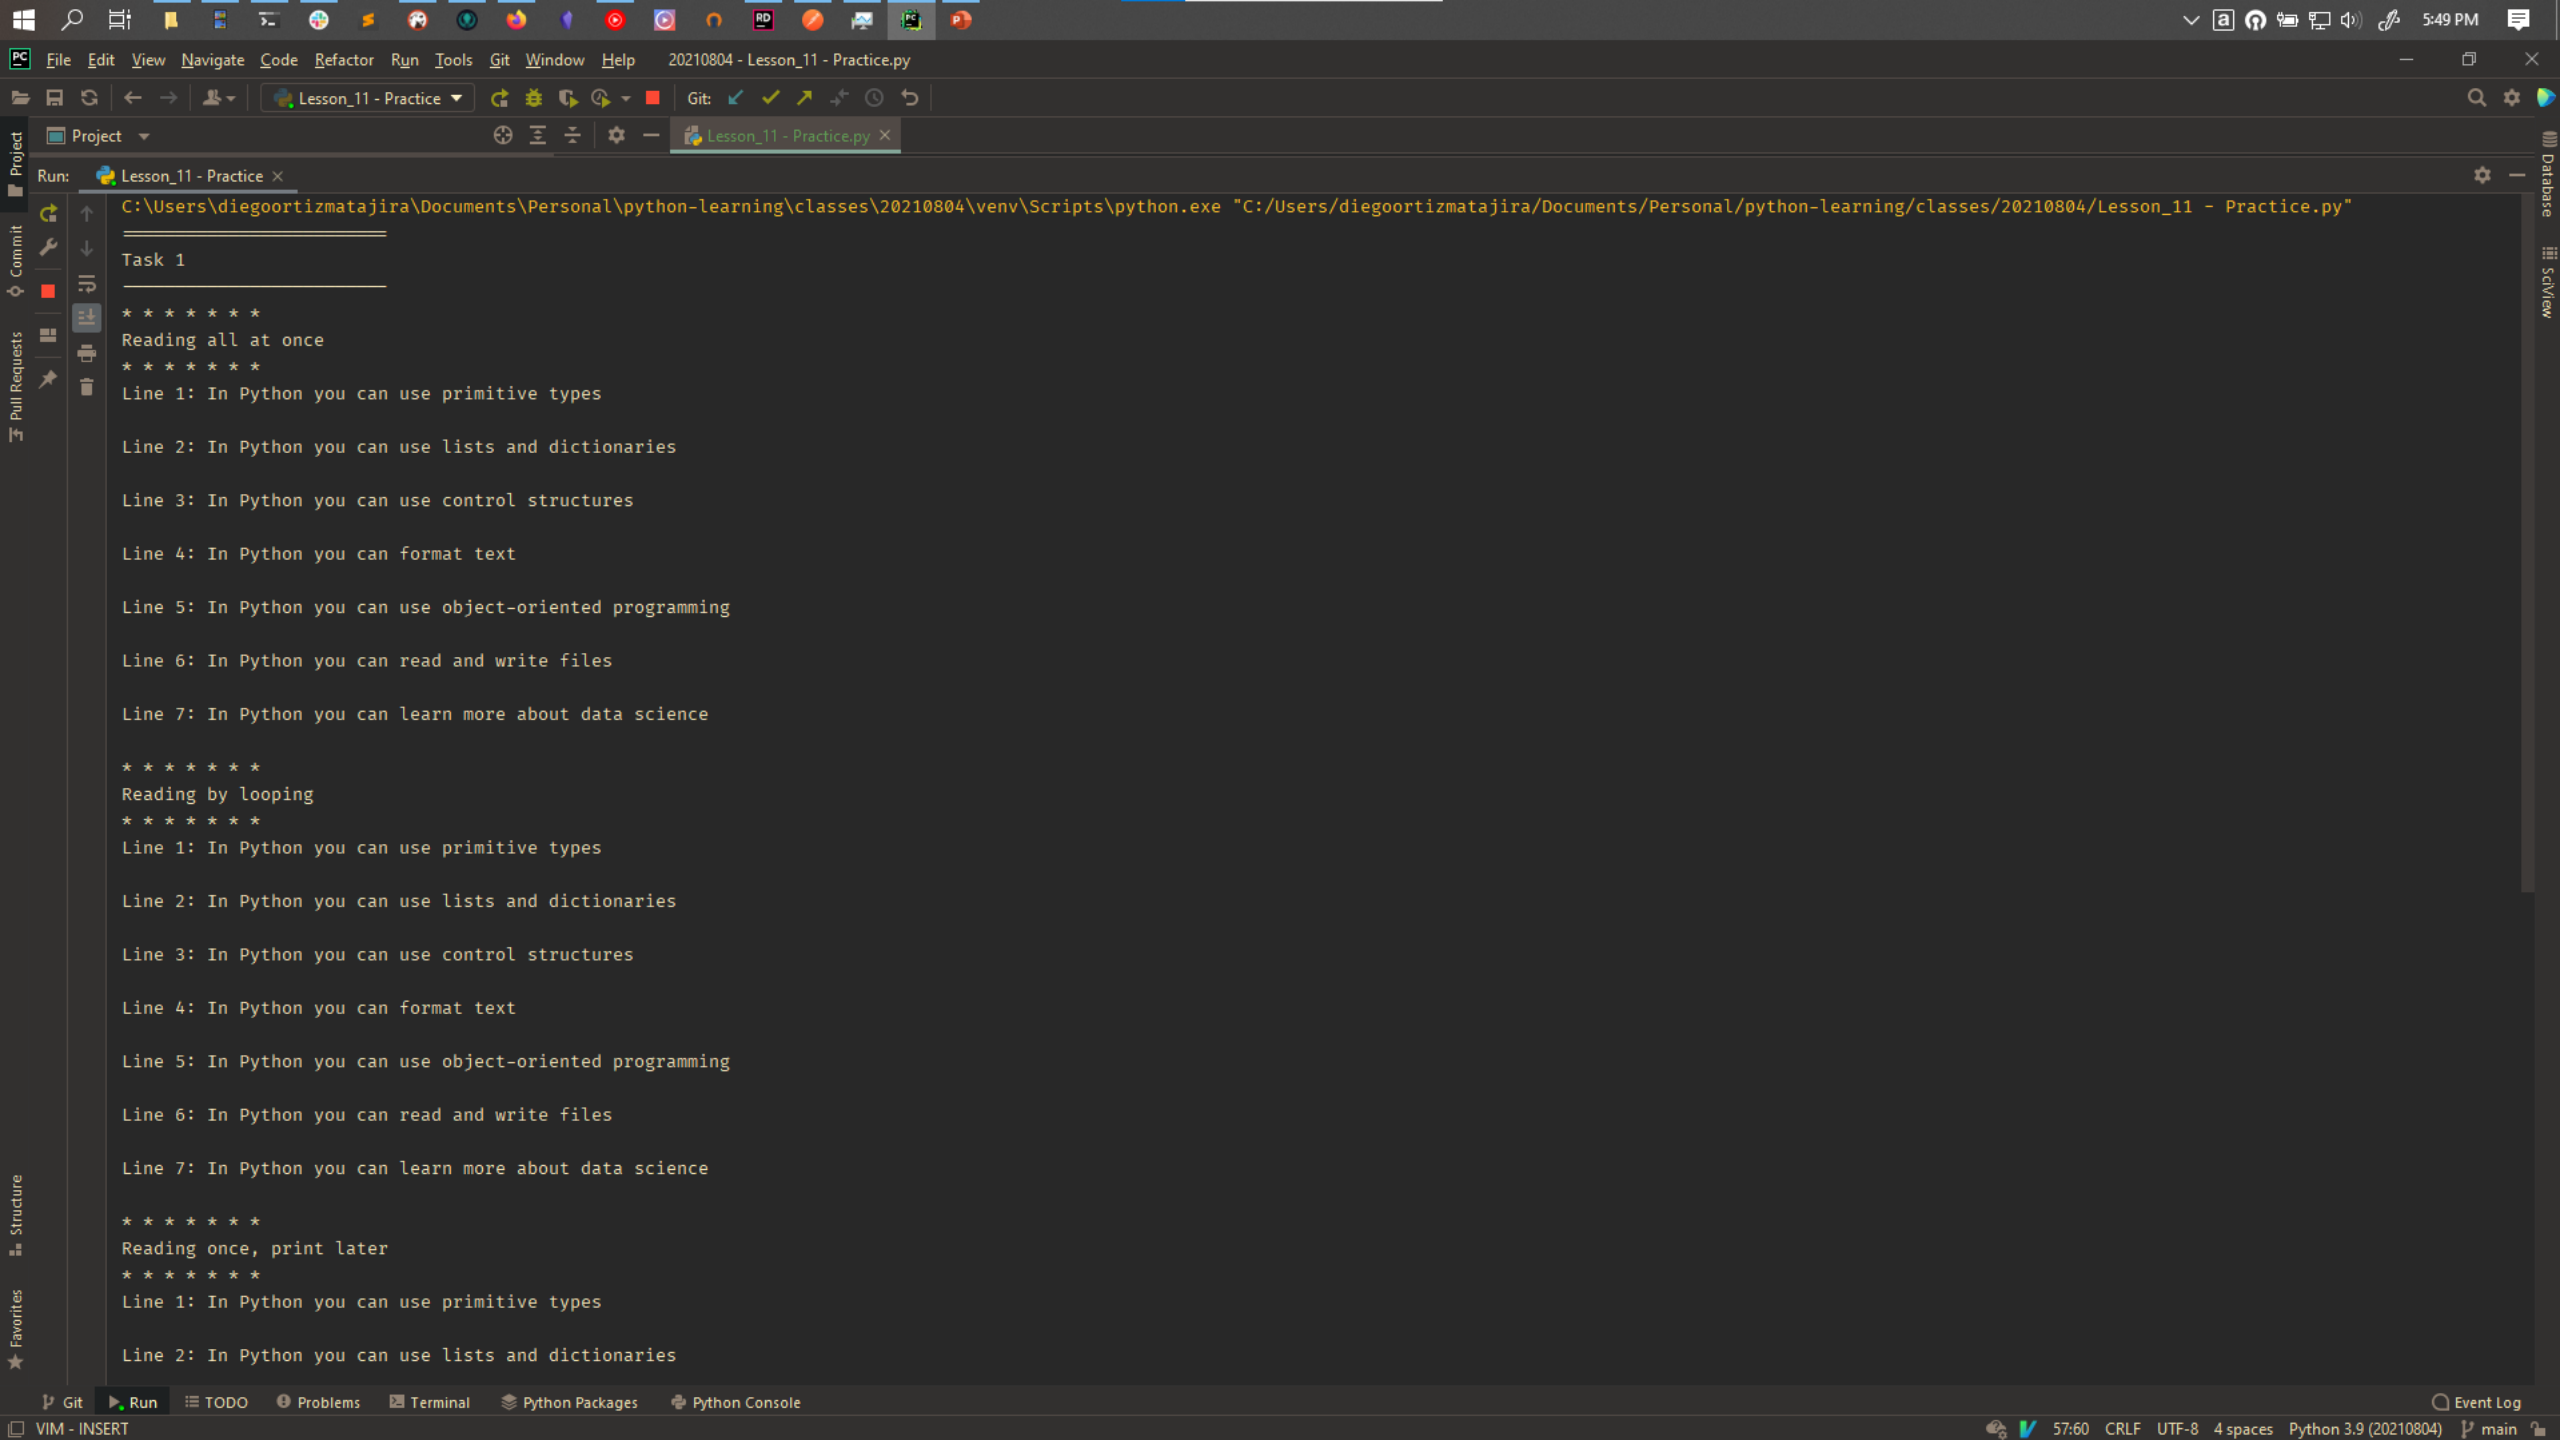 RD
a
5:49 PM
PC
File Edit View Navigate Code Refactor Run Tools Git Window Help 20210804 - Lesson_11 - Practice.py
Lesson_11 - Practice Git:
Project Lesson_11 - Practice.py
Run: Lesson_11 - Practice
C:\Users\diegoortizmatajira\Documents\Personal\python-learning\classes\20210804\venv\Scripts\python.exe "C:/Users/diegoortizmatajira/Documents/Personal/python-learning/classes/20210804/Lesson_11 - Practice.py"
======================
Task 1
----------------------
* * * * * * *
Reading all at once
* * * * * * *
Line 1: In Python you can use primitive types
Line 2: In Python you can use lists and dictionaries
Line 3: In Python you can use control structures
Line 4: In Python you can format text
Line 5: In Python you can use object-oriented programming
Line 6: In Python you can read and write files
Line 7: In Python you can learn more about data science
* * * * * * *
Reading by looping
* * * * * * *
Line 1: In Python you can use primitive types
Line 2: In Python you can use lists and dictionaries
Line 3: In Python you can use control structures
Line 4: In Python you can format text
Line 5: In Python you can use object-oriented programming
Line 6: In Python you can read and write files
Line 7: In Python you can learn more about data science
* * * * * * *
Reading once, print later
* * * * * * *
Line 1: In Python you can use primitive types
Line 2: In Python you can use lists and dictionaries
Project
Commit
Pull Requests
Structure
Favorites
Database
SciView
Git Run TODO Problems Terminal Python Packages Python Console Event Log
VIM - INSERT 57:60 CRLF UTF-8 4 spaces Python 3.9 (20210804) main